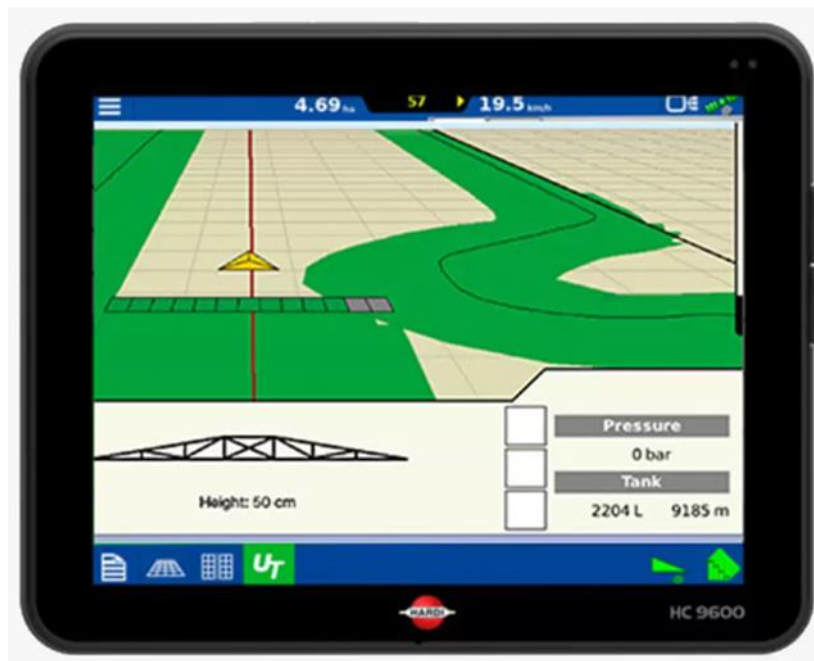 4.69 ha 57 19.5 km/h
Pressure
0 bar
Tank
Height: 50 cm
2204 L 9185 m
UT
HARDI HC 9600